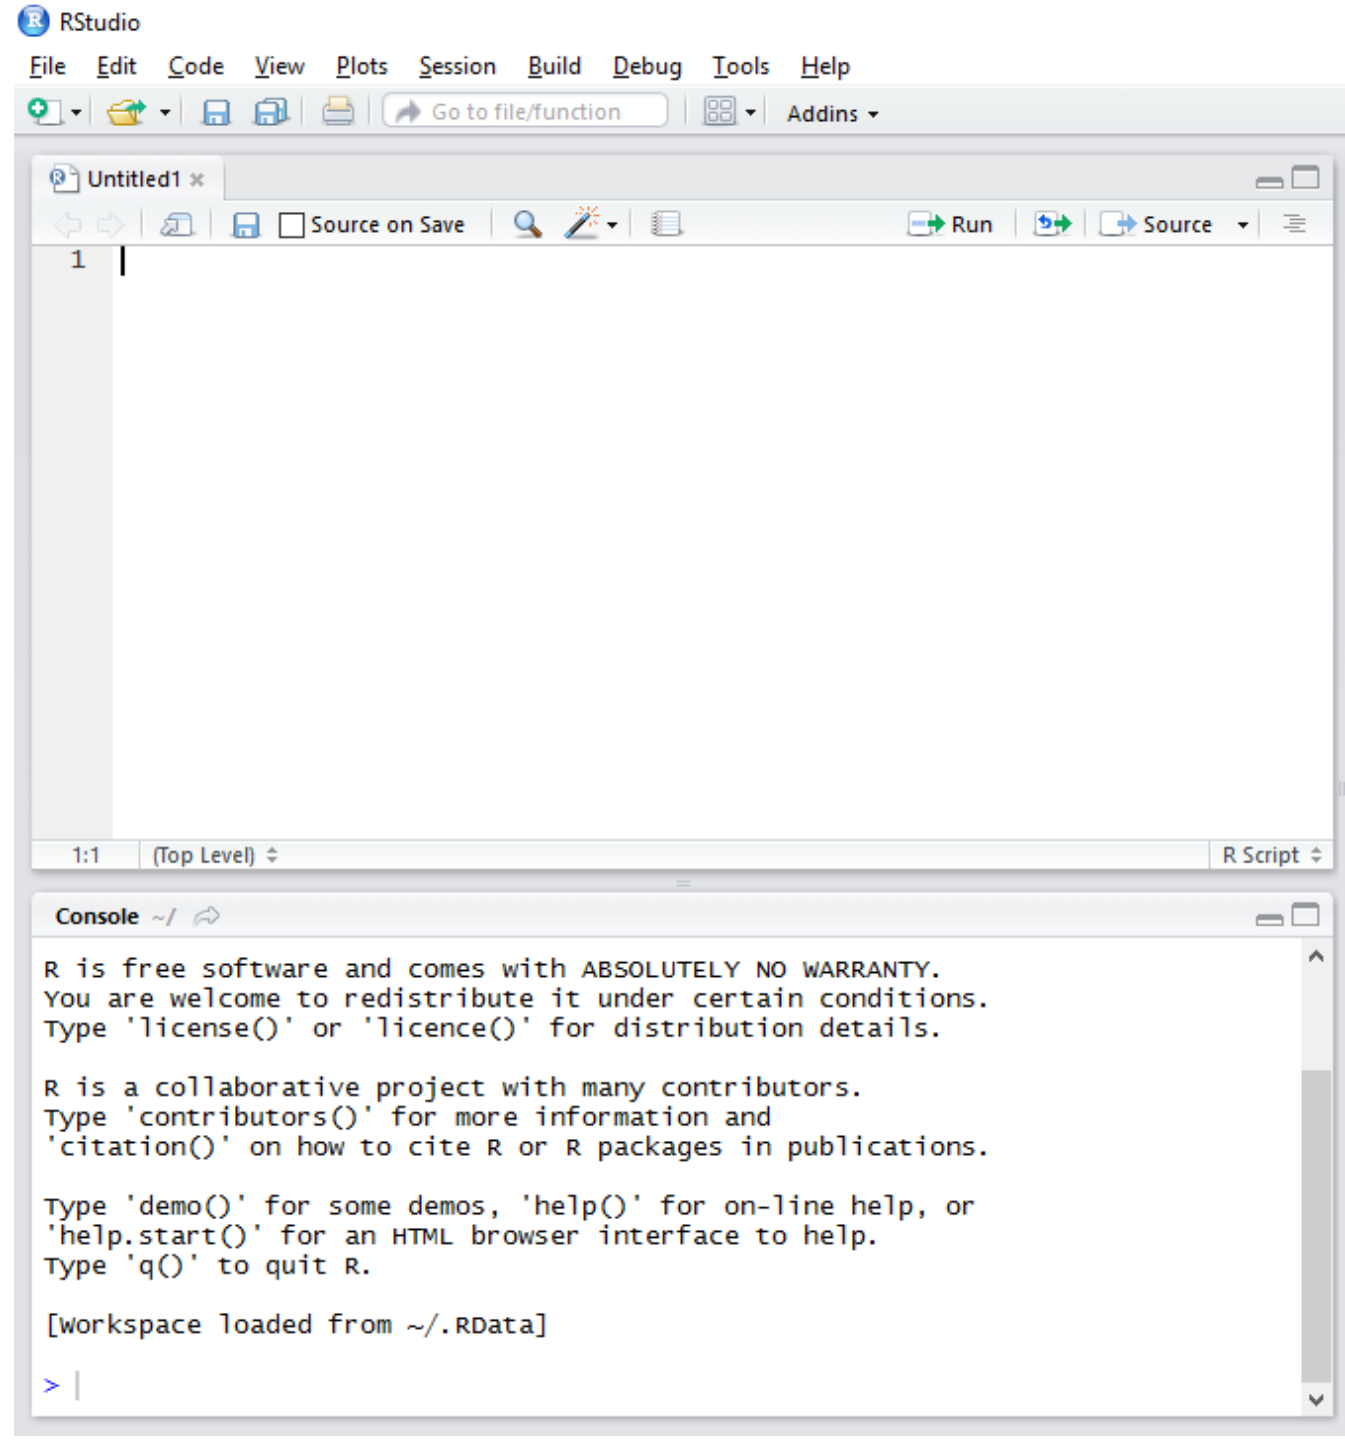 RStudio
File Edit Code View Plots Session Build Debug Tools Help
Go to file/function Addins
Untitled1
Source on Save Run Source
1
1:1 (Top Level) R Script
Console ~/
R is free software and comes with ABSOLUTELY NO WARRANTY.
You are welcome to redistribute it under certain conditions.
Type 'license()' or 'licence()' for distribution details.
R is a collaborative project with many contributors.
Type 'contributors()' for more information and
'citation()' on how to cite R or R packages in publications.
Type 'demo()' for some demos, 'help()' for on-line help, or
'help.start()' for an HTML browser interface to help.
Type 'q()' to quit R.
[Workspace loaded from ~/.RData]
>